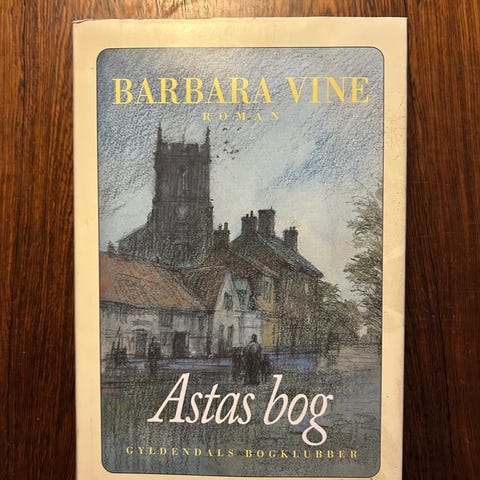 BARBARA VINE
ROMAN
Astas bog
GYLDENDALS BOGKLUBBER